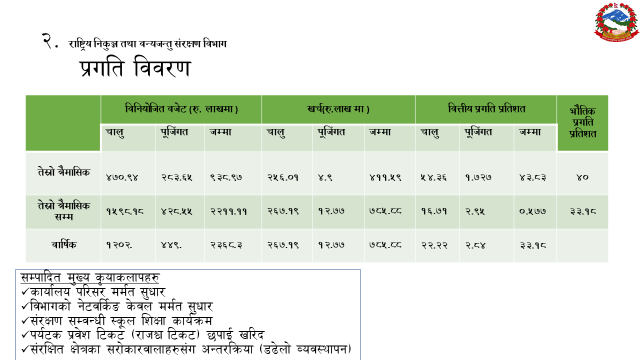 २. राष्ट्रिय निकुञ्ज तथा वन्यजन्तु संरक्षण विभाग
प्रगति विवरण
विनियोजित वजेट (रु. लाखमा ) खर्च(रु.लाख मा ) वित्तीय प्रगति प्रतिशत भौतिक प्रगति प्रतिशत
चालु पूजिंगत जम्मा चालु पूजिंगत जम्मा चालु पूजिंगत जम्मा
तेस्रो त्रैमासिक ४७०.९४ २८३.६५ ९३८.९७ २५६.०१ ४.९ ४११.५९ ५४.३६ १.७२७ ४३.८३ ४०
तेस्रो त्रैमासिक सम्म १५९८.१८ ४२८.५५ २२११.११ २६७.१९ १२.७७ ७८५.८८ १६.७१ २.९५ ०.५७७ ३३.१८
वार्षिक १२०२. ४४९. २३६८.३ २६७.१९ १२.७७ ७८५.८८ २२.२२ २.८४ ३३.१८
सम्पादित मुख्य कृयाकलापहरु
✓कार्यालय परिसर मर्मत सुधार
✓विभागको नेटवर्किङ केवल मर्मत सुधार
✓संरक्षण सम्वन्धी स्कूल शिक्षा कार्यक्रम
✓पर्यटक प्रवेश टिकट (राजश्व टिकट) छपाई खरिद
✓संरक्षित क्षेत्रका सरोकारवालाहरुसंग अन्तरक्रिया (डढेलो व्यवस्थापन)